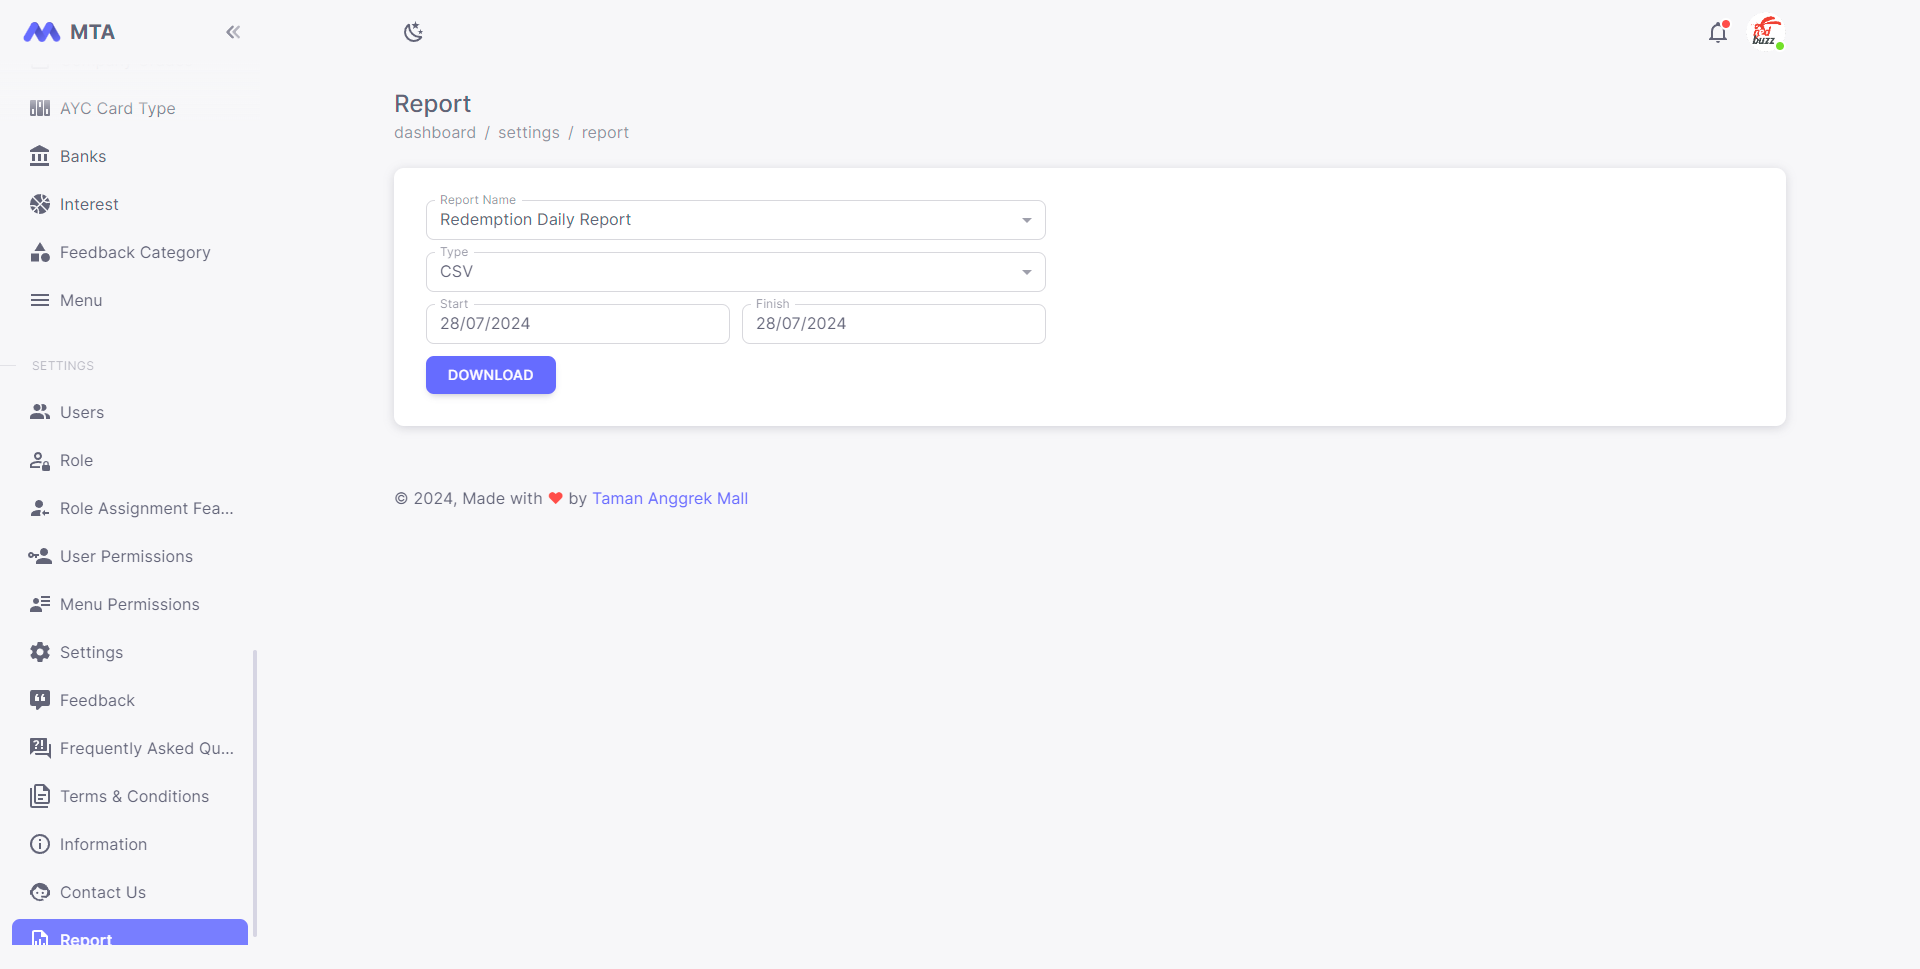 MTA
AYC Card Type
Banks
Interest
Feedback Category
Menu
SETTINGS
Users
Role
Role Assignment Fea...
User Permissions
Menu Permissions
Settings
Feedback
Frequently Asked Qu...
Terms & Conditions
Information
Contact Us
Report
buzz
Report
dashboard / settings / report
Report Name
Redemption Daily Report
Type
CSV
Start
28/07/2024
Finish
28/07/2024
DOWNLOAD
© 2024, Made with ❤ by Taman Anggrek Mall